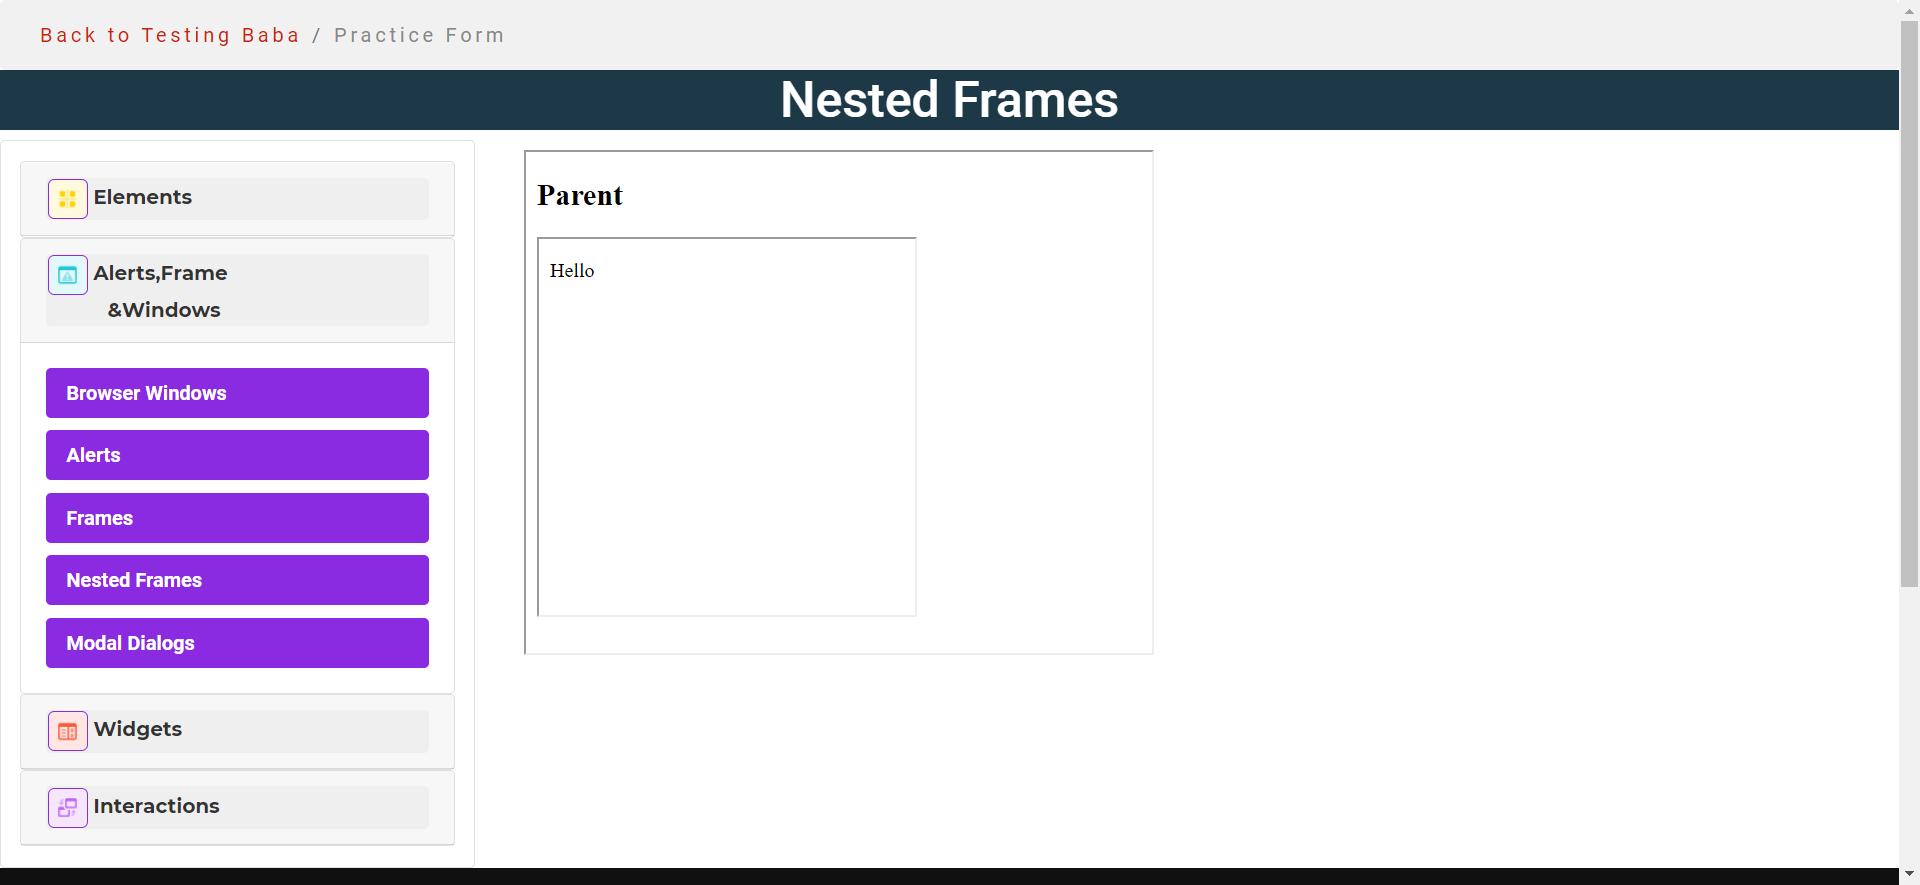 Back to Testing Baba / Practice Form
Nested Frames
Elements
Alerts,Frame
&Windows
Browser Windows
Alerts
Frames
Nested Frames
Modal Dialogs
Widgets
Interactions
Parent
Hello